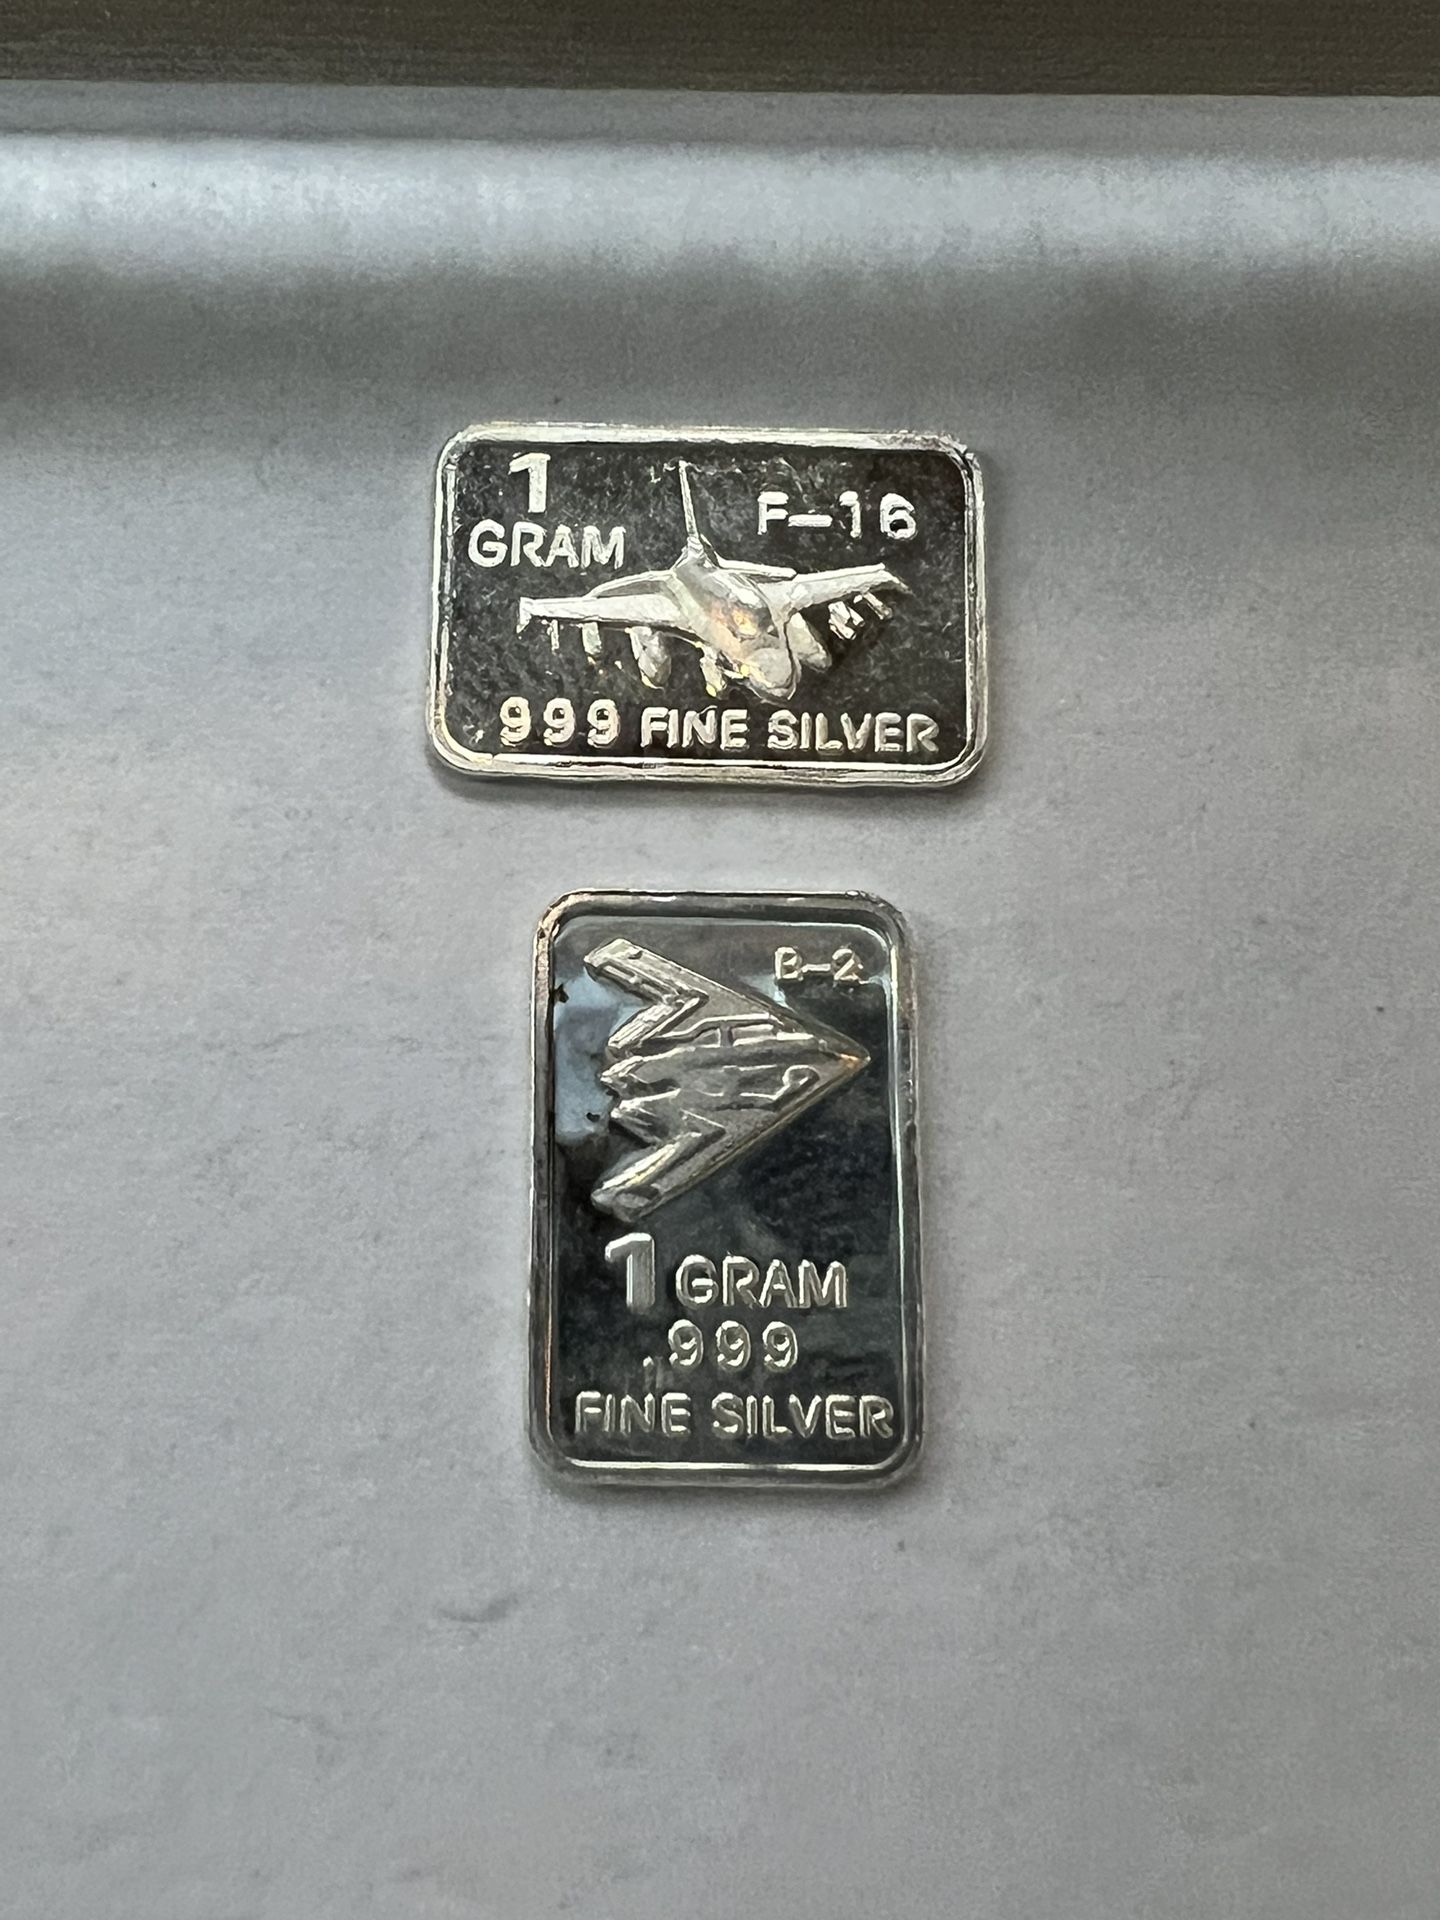 1
GRAM
F-16
999 FINE SILVER
B-2
1 GRAM
.999
FINE SILVER